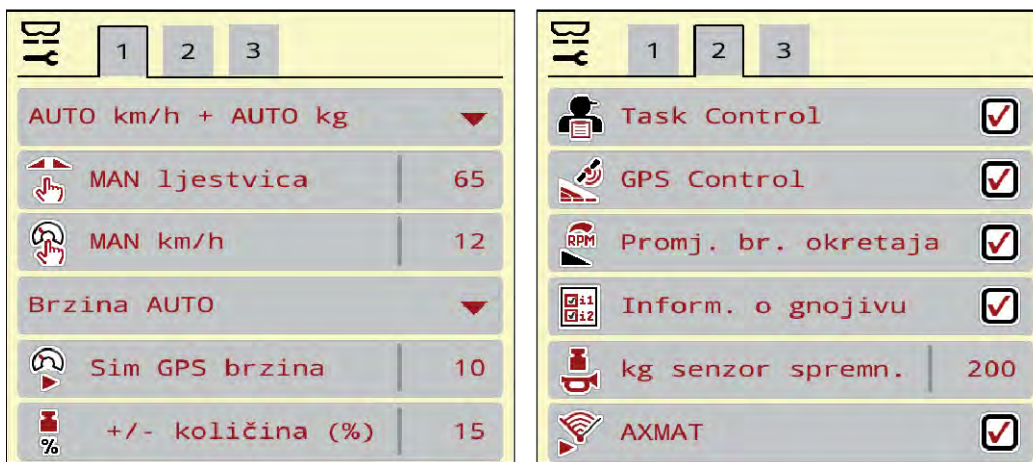 1 2 3
AUTO km/h + AUTO kg
MAN ljestvica 65
MAN km/h 12
Brzina AUTO
Sim GPS brzina 10
% +/- količina (%) 15
1 2 3
Task Control
GPS Control
RPM Promj. br. okretaja
i1 i2 Inform. o gnojivu
kg senzor spremn. 200
AXMAT